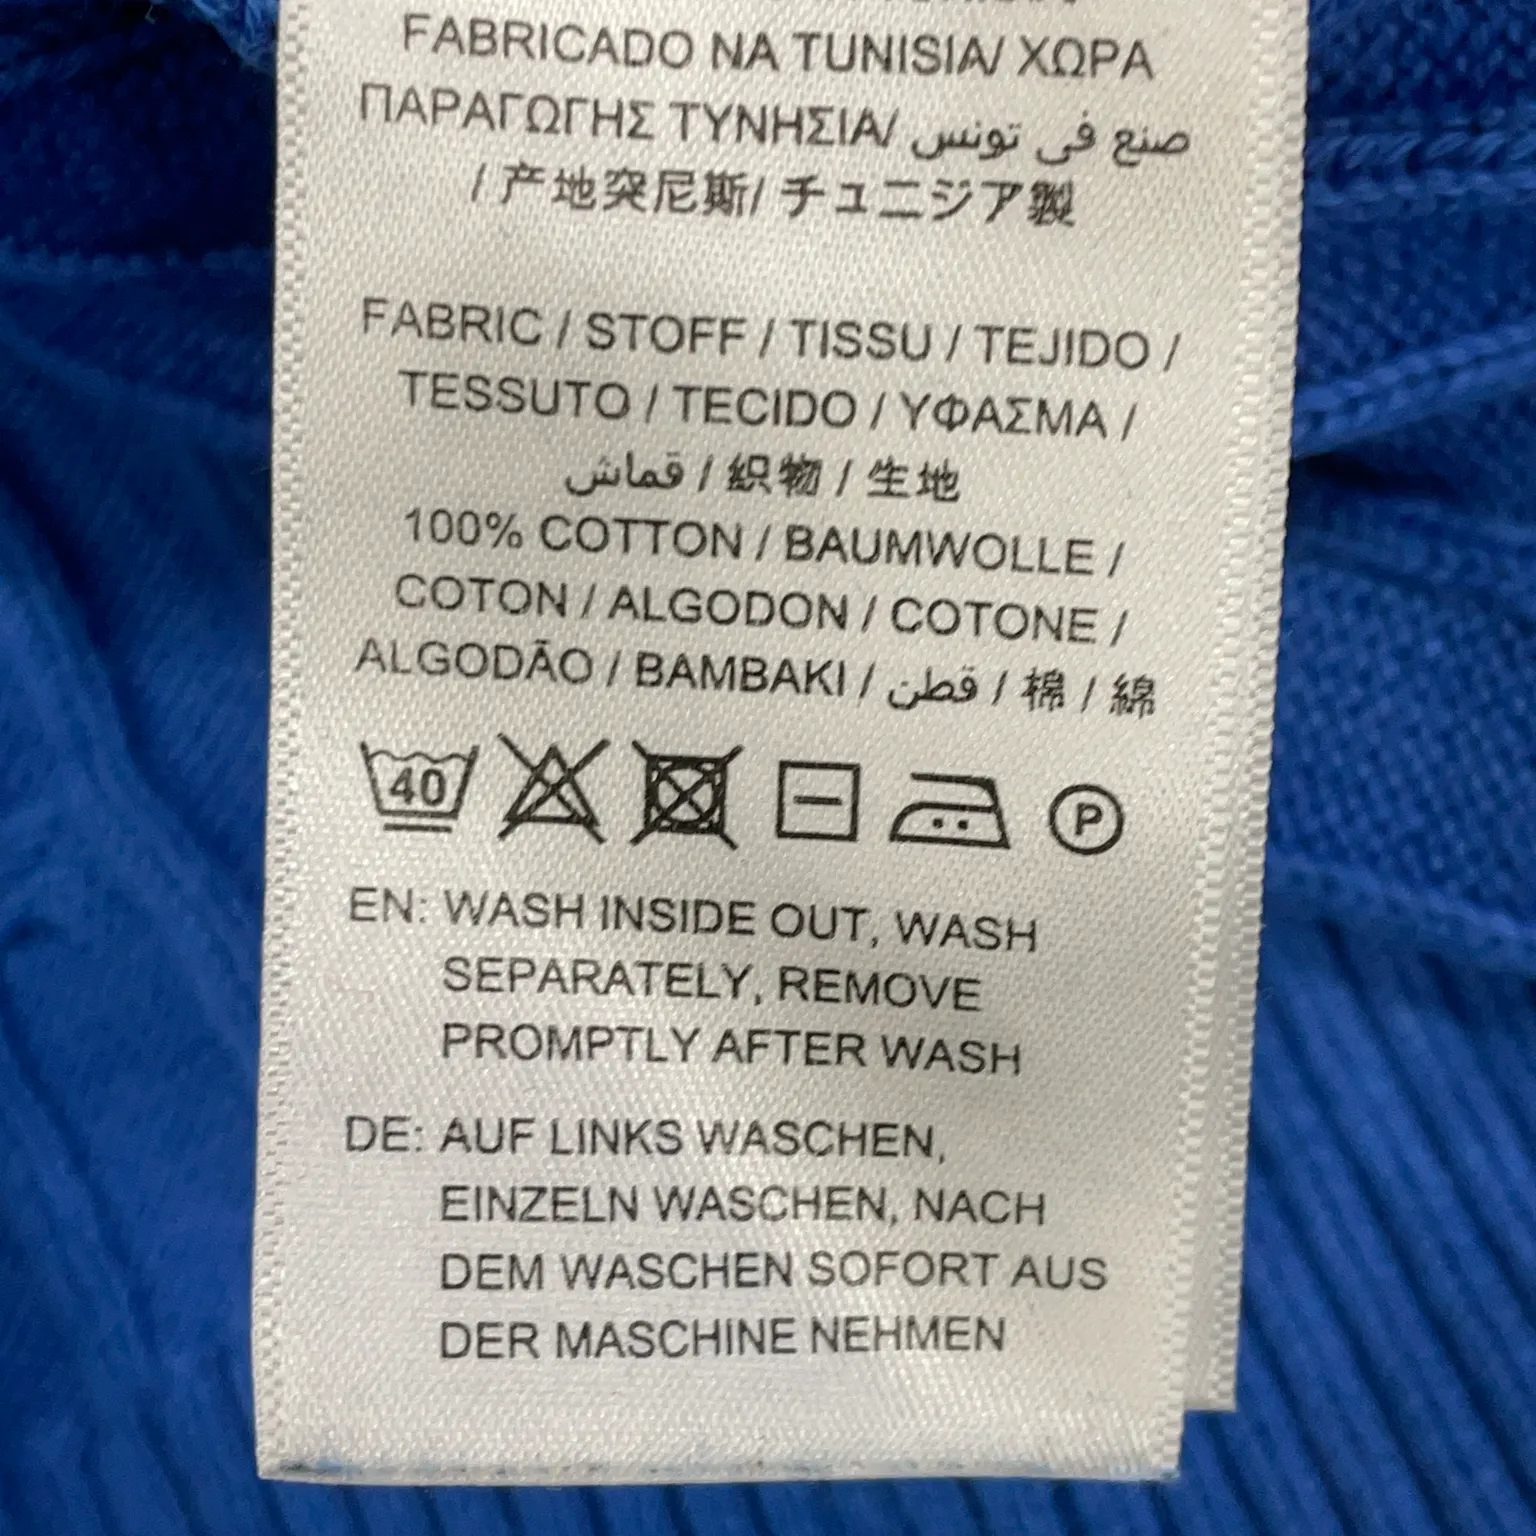 FABRICADO NA TUNISIA/ ΧΩΡΑ
ΠΑΡΑΓΩΓΗΣ ΤΥΝΗΣΙΑ/ صنع في تونس
/ 产地突尼斯/ チュニジア製
FABRIC / STOFF / TISSU / TEJIDO /
TESSUTO / TECIDO / ΥΦΑΣΜΑ /
قماش / 织物 / 生地
100% COTTON / BAUMWOLLE /
COTON / ALGODON / COTONE /
ALGODÃO / BAMBAKI / قطن / 棉 / 綿
40
P
EN: WASH INSIDE OUT, WASH
SEPARATELY, REMOVE
PROMPTLY AFTER WASH
DE: AUF LINKS WASCHEN,
EINZELN WASCHEN, NACH
DEM WASCHEN SOFORT AUS
DER MASCHINE NEHMEN